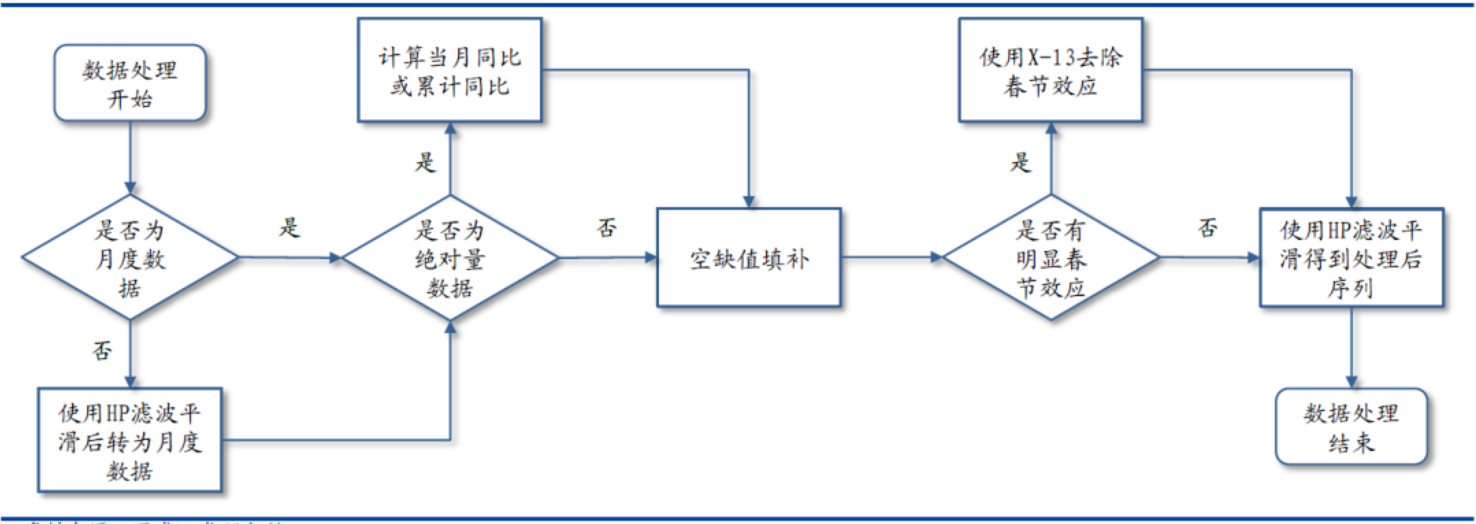 数据处理
开始
是否为
月度数
据
是
否
使用HP滤波平
滑后转为月度
数据
计算当月同比
或累计同比
是
是否为
绝对量
数据
否
空缺值填补
使用X-13去除
春节效应
是
是否有
明显春
节效应
否
使用HP滤波平
滑得到处理后
序列
数据处理
结束